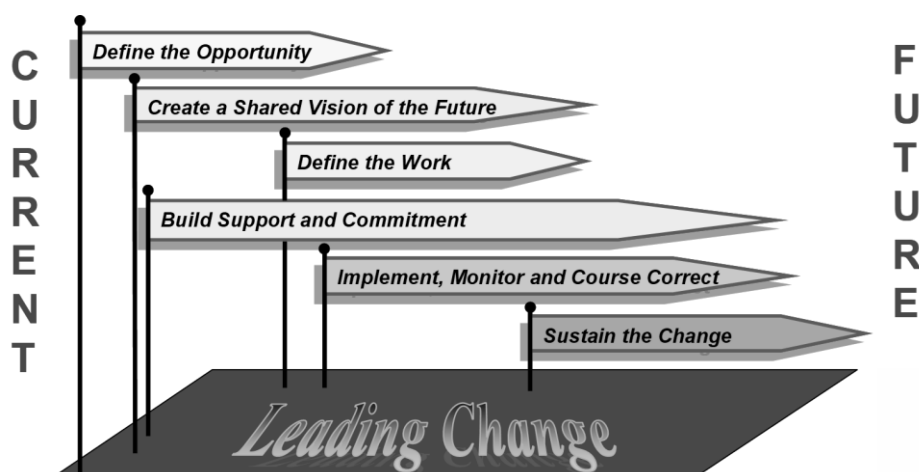 CURRENT
Define the Opportunity
Create a Shared Vision of the Future
Define the Work
Build Support and Commitment
Implement, Monitor and Course Correct
Sustain the Change
Leading Change
FUTURE